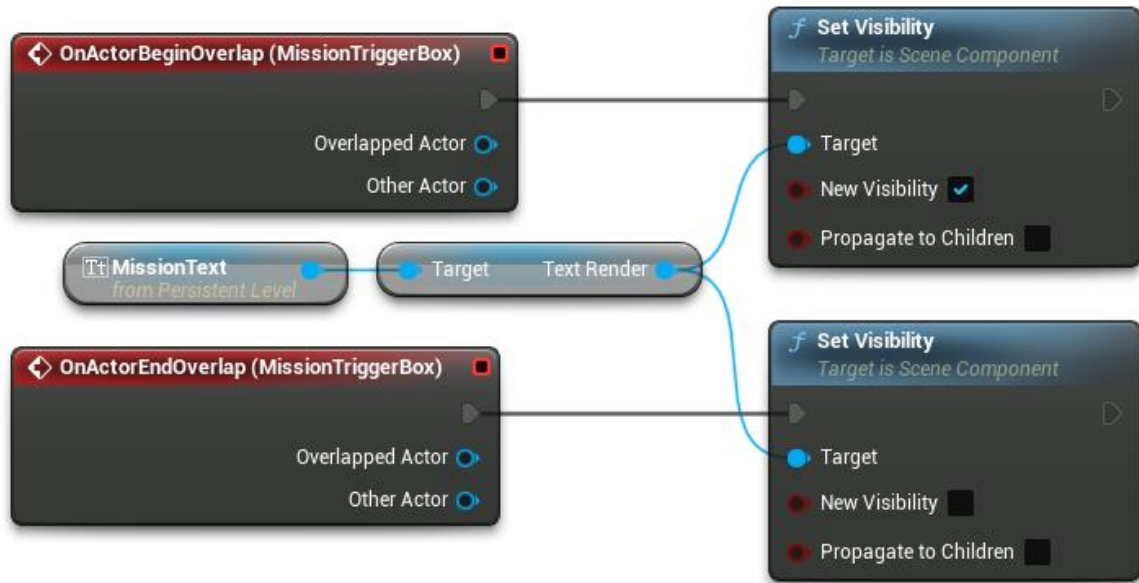 OnActorBeginOverlap (MissionTriggerBox)
Overlapped Actor
Other Actor
Set Visibility
Target is Scene Component
Target
New Visibility
Propagate to Children
Tt MissionText
from Persistent Level
Target Text Render
OnActorEndOverlap (MissionTriggerBox)
Overlapped Actor
Other Actor
f Set Visibility
Target is Scene Component
Target
New Visibility
Propagate to Children